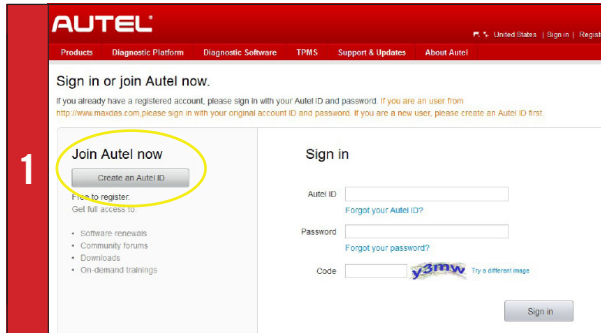 AUTEL
United States | Sign in | Regist
Products Diagnostic Platform Diagnostic Software TPMS Support & Updates About Autel
Sign in or join Autel now.
If you already have a registered account, please sign in with your Autel ID and password. If you are an user from
http://www.maxdas.com,please sign in with your original account ID and password. If you are a new user, please create an Autel ID first.
1
Join Autel now
Create an Autel ID
Free to register.
Get full access to:
• Software renewals
• Community forums
• Downloads
• On-demand trainings
Sign in
Autel ID
Forgot your Autel ID?
Password
Forgot your password?
Code y3mw Try a different image
Sign in